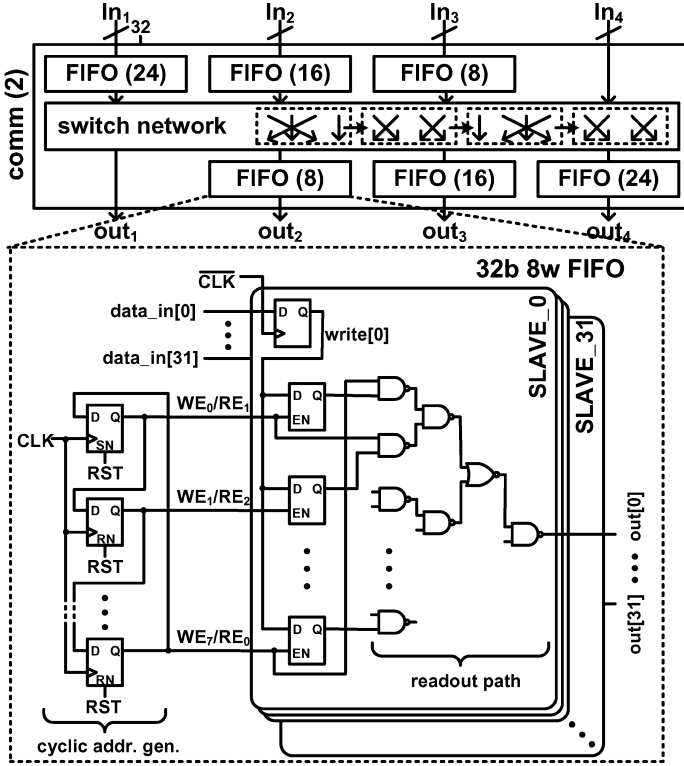 In1 In2 In3 In4
32
FIFO (24) FIFO (16) FIFO (8)
comm (2)
switch network
FIFO (8) FIFO (16) FIFO (24)
out1 out2 out3 out4
32b 8w FIFO
CLK
data_in[0]
D Q
write[0]
data_in[31]
SLAVE_0
SLAVE_31
WE0/RE1
D Q
EN
D Q
SN
CLK
RST
WE1/RE2
D Q
EN
D Q
RN
RST
out[0]
out[31]
WE7/RE0
D Q
EN
D Q
RN
RST
readout path
cyclic addr. gen.